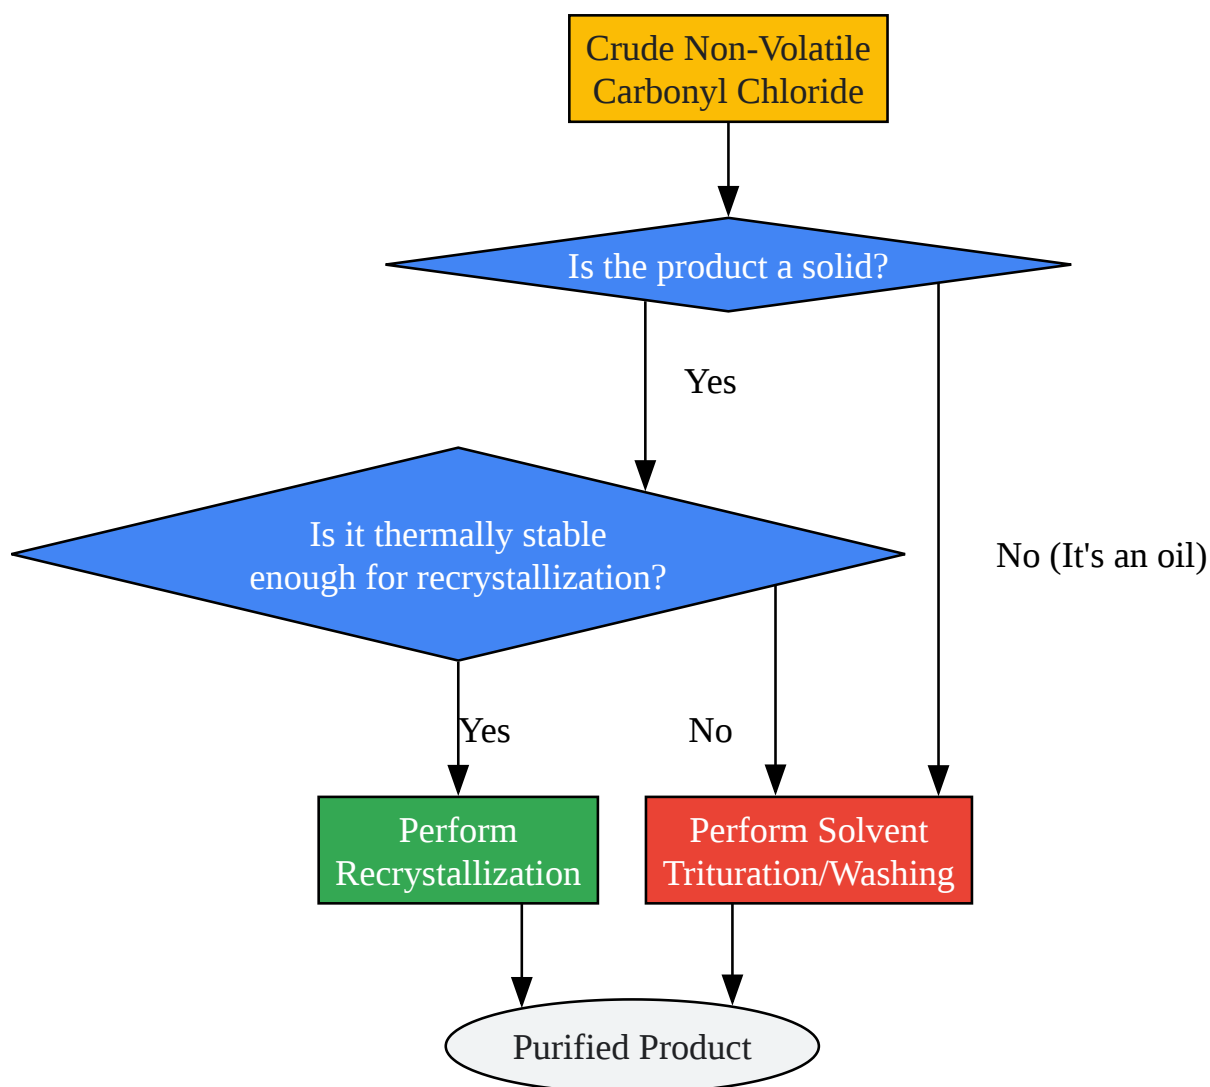 Crude Non-Volatile
Carbonyl Chloride
Is the product a solid?
Yes
Is it thermally stable
enough for recrystallization?
No (It's an oil)
Yes
No
Perform
Recrystallization
Perform Solvent
Trituration/Washing
Purified Product